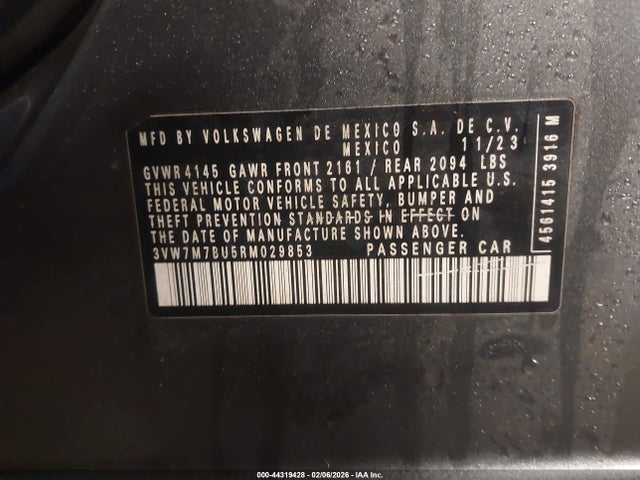 MFD BY VOLKSWAGEN DE MEXICO S.A. DE C.V.
MEXICO 11/23
GVWR 4145 GAWR FRONT 2161 / REAR 2094 LBS
THIS VEHICLE CONFORMS TO ALL APPLICABLE U.S.
FEDERAL MOTOR VEHICLE SAFETY, BUMPER AND
THEFT PREVENTION STANDARDS IN EFFECT ON
THE DATE OF MANUFACTURE SHOWN ABOVE.
3VW7M7BU5RM029853 PASSENGER CAR
4561415 3916 M
000-44319428 - 02/06/2026 - IAA Inc.